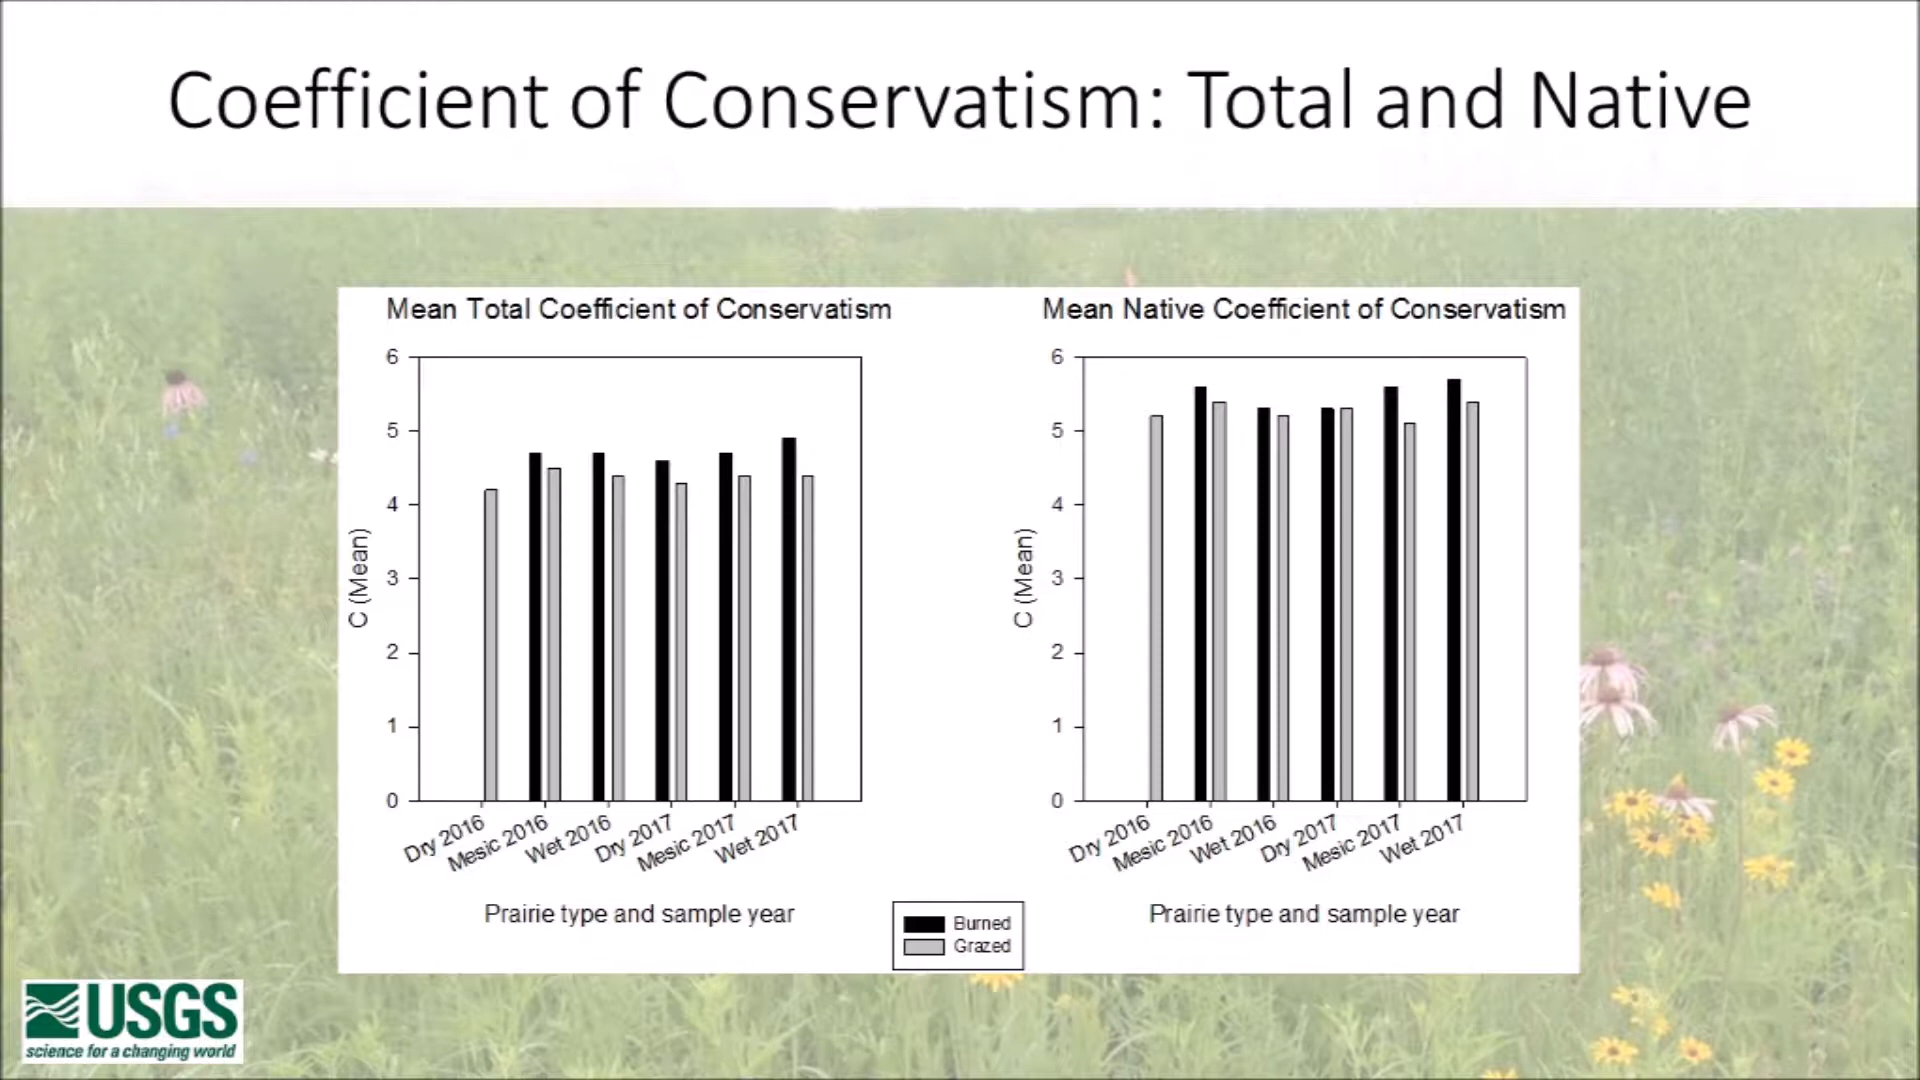 Coefficient of Conservatism: Total and Native
Mean Total Coefficient of Conservatism
6
5
4
3
2
1
0
C (Mean)
Dry 2016
Mesic 2016
Wet 2016
Dry 2017
Mesic 2017
Wet 2017
Prairie type and sample year
Mean Native Coefficient of Conservatism
6
5
4
3
2
1
0
C (Mean)
Dry 2016
Mesic 2016
Wet 2016
Dry 2017
Mesic 2017
Wet 2017
Prairie type and sample year
Burned
Grazed
USGS
science for a changing world